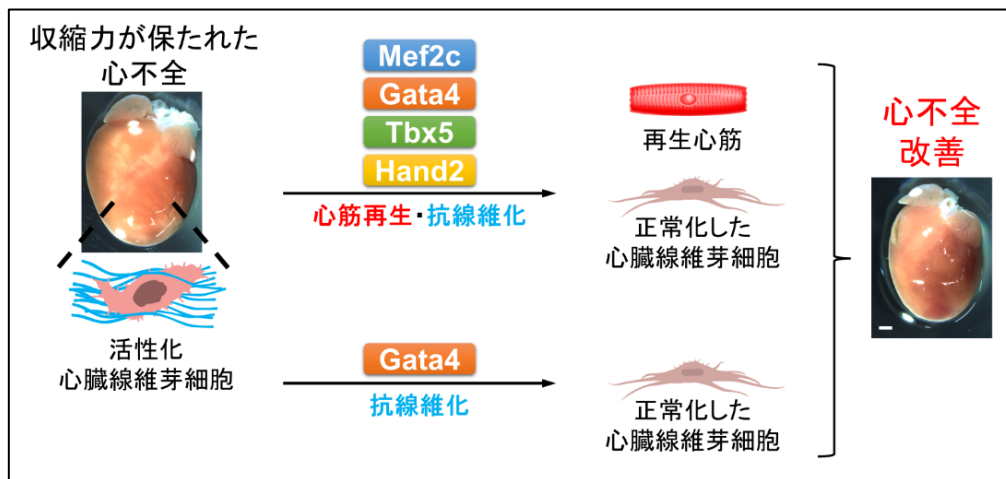 収縮力が保たれた
心不全
活性化
心臓線維芽細胞
Mef2c
Gata4
Tbx5
Hand2
心筋再生・抗線維化
再生心筋
正常化した
心臓線維芽細胞
Gata4
抗線維化
正常化した
心臓線維芽細胞
心不全
改善